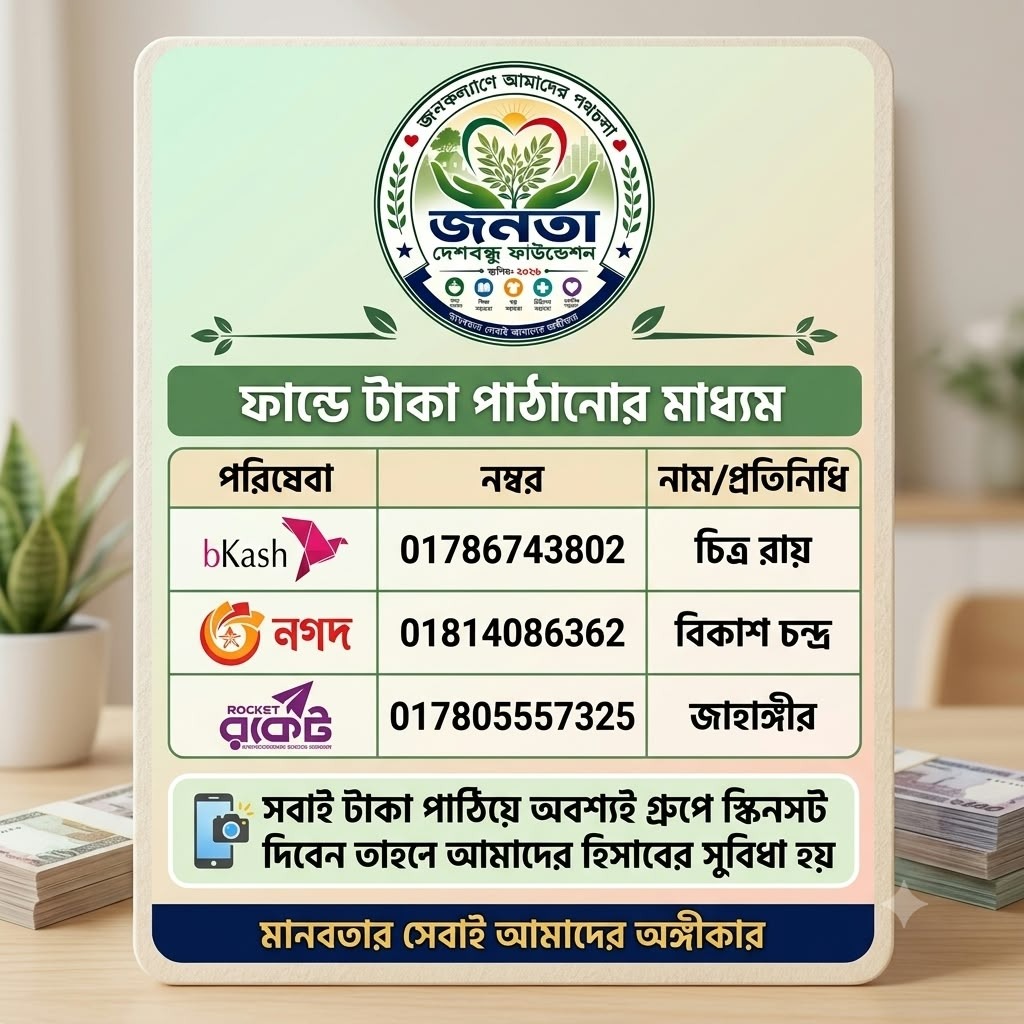 জনকল্যাণে আমাদের পথচলা
জনতা
দেশবন্ধু ফাউন্ডেশন
স্থাপিতঃ ২০২৬
ফান্ডে টাকা পাঠানোর মাধ্যম
পরিষেবা নম্বর নাম/প্রতিনিধি
bKash 01786743802 চিত্র রায়
নগদ 01814086362 বিকাশ চন্দ্র
ROCKET
রকেট 017805557325 জাহাঙ্গীর
সবাই টাকা পাঠিয়ে অবশ্যই গ্রুপে স্কিনসট
দিবেন তাহলে আমাদের হিসাবের সুবিধা হয়
মানবতার সেবাই আমাদের অঙ্গীকার